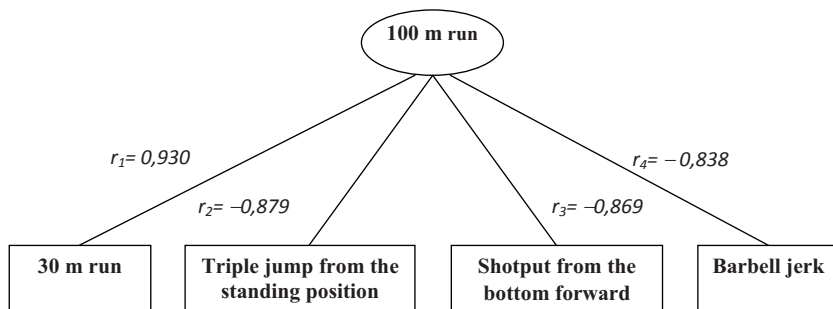 100 m run
r₁= 0,930
r₄= −0,838
r₂= −0,879
r₃= −0,869
30 m run
Triple jump from the
standing position
Shotput from the
bottom forward
Barbell jerk